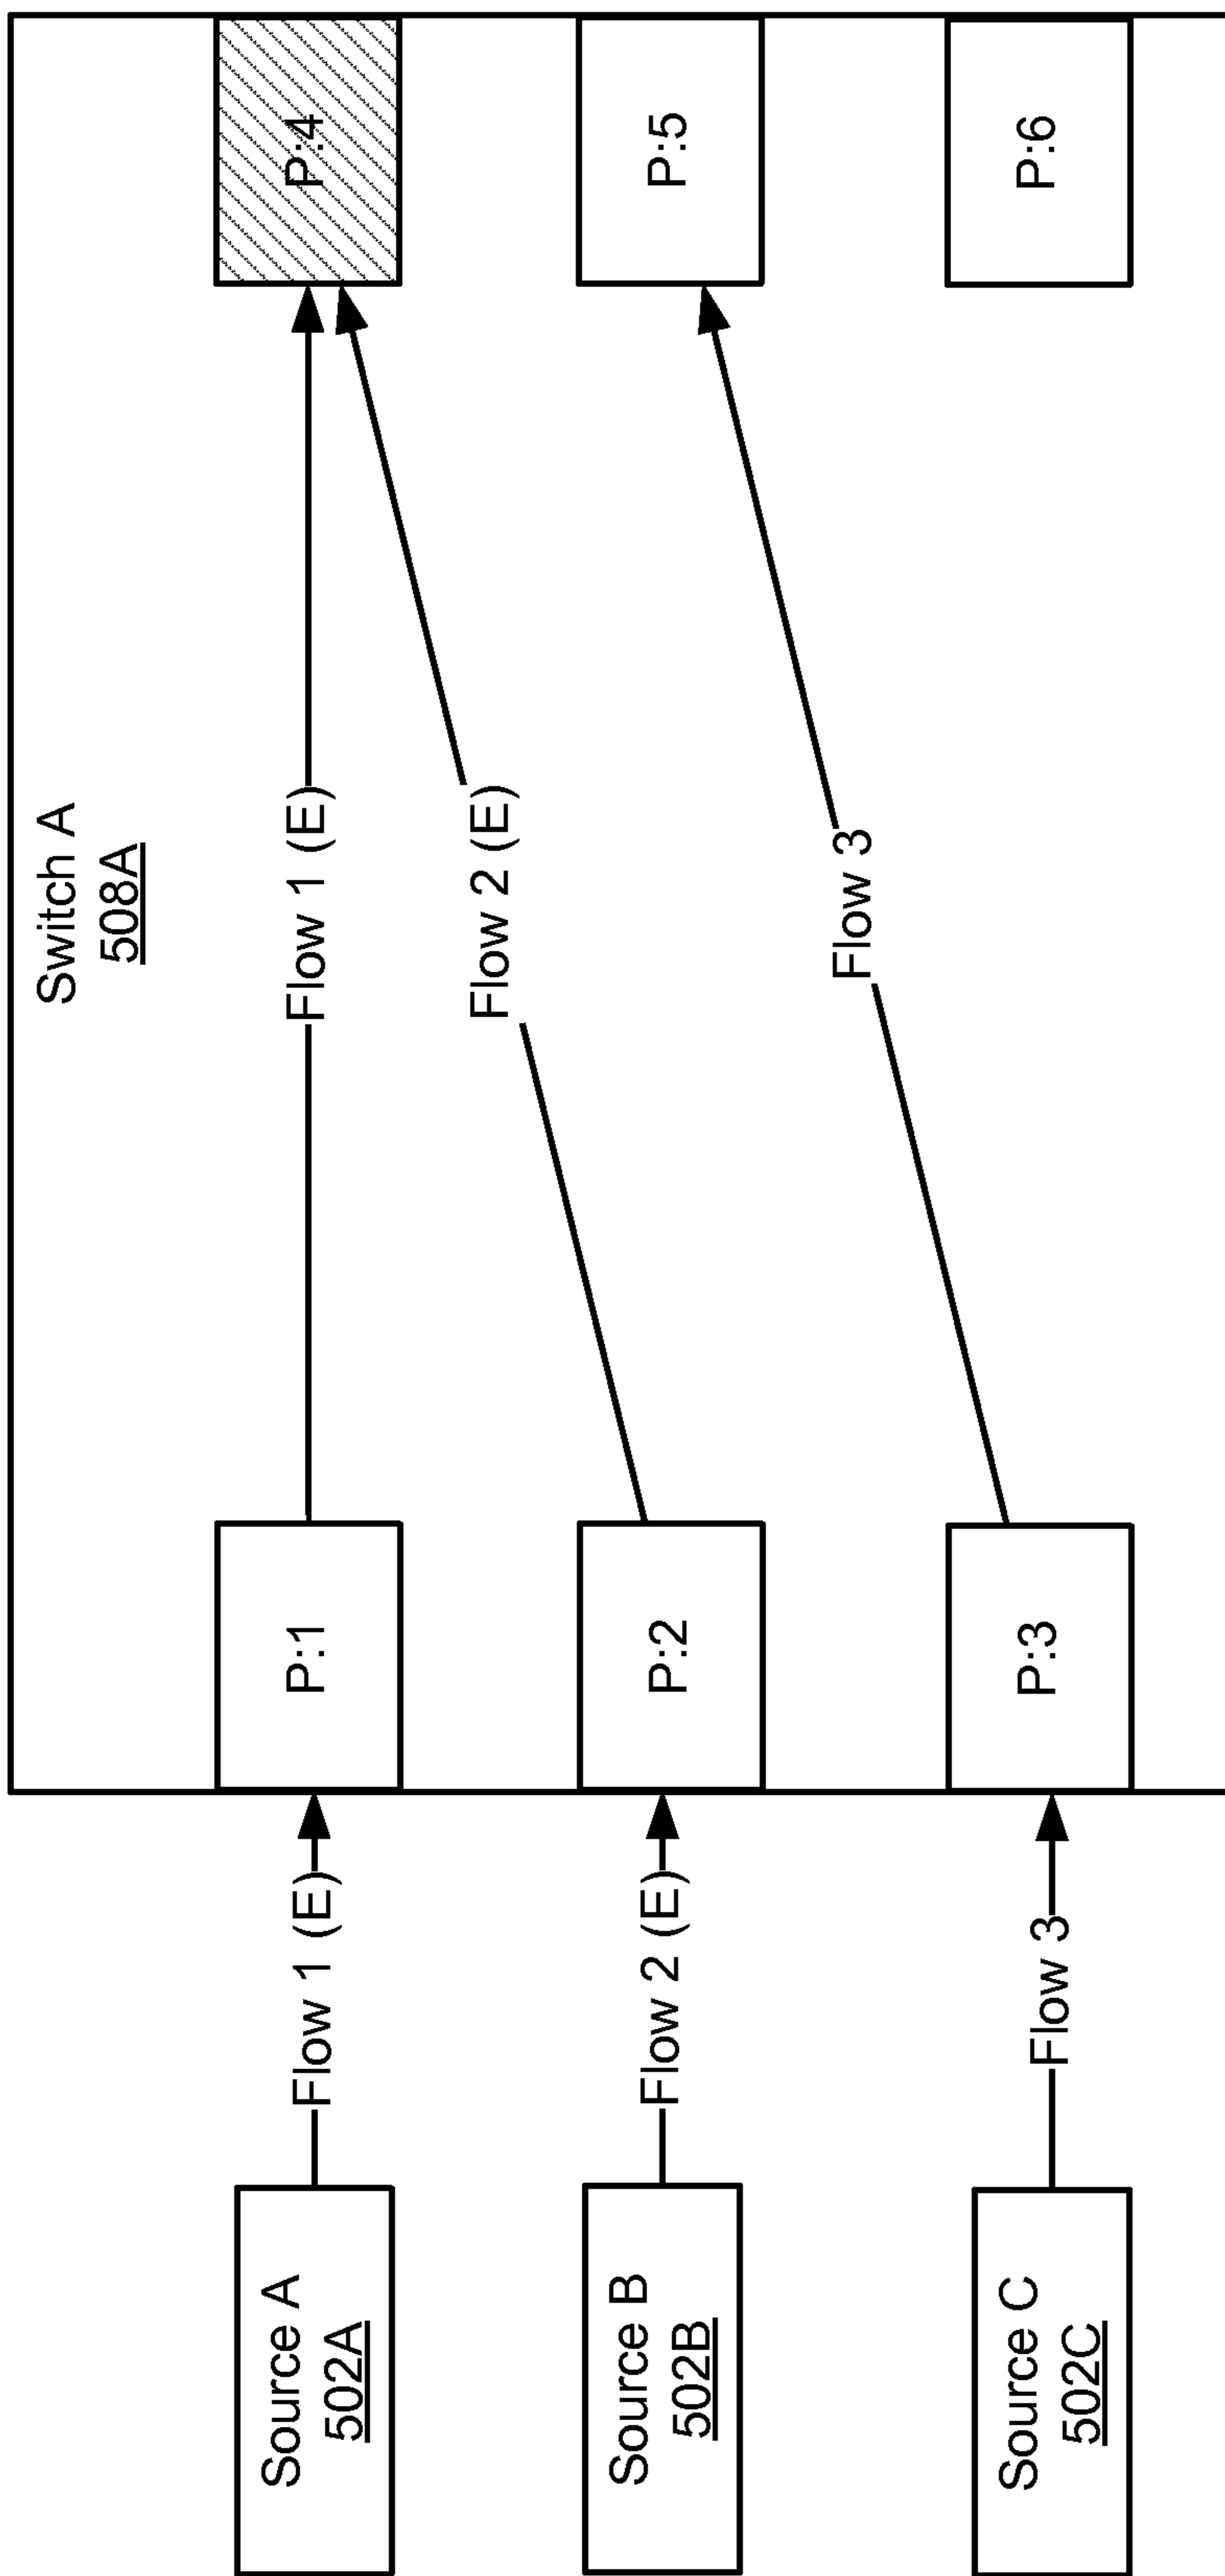 Switch A
508A
Source A
502A
Flow 1 (E)
P:1
Flow 1 (E)
P:4
Source B
502B
Flow 2 (E)
P:2
Flow 2 (E)
P:5
Source C
502C
Flow 3
P:3
Flow 3
P:6